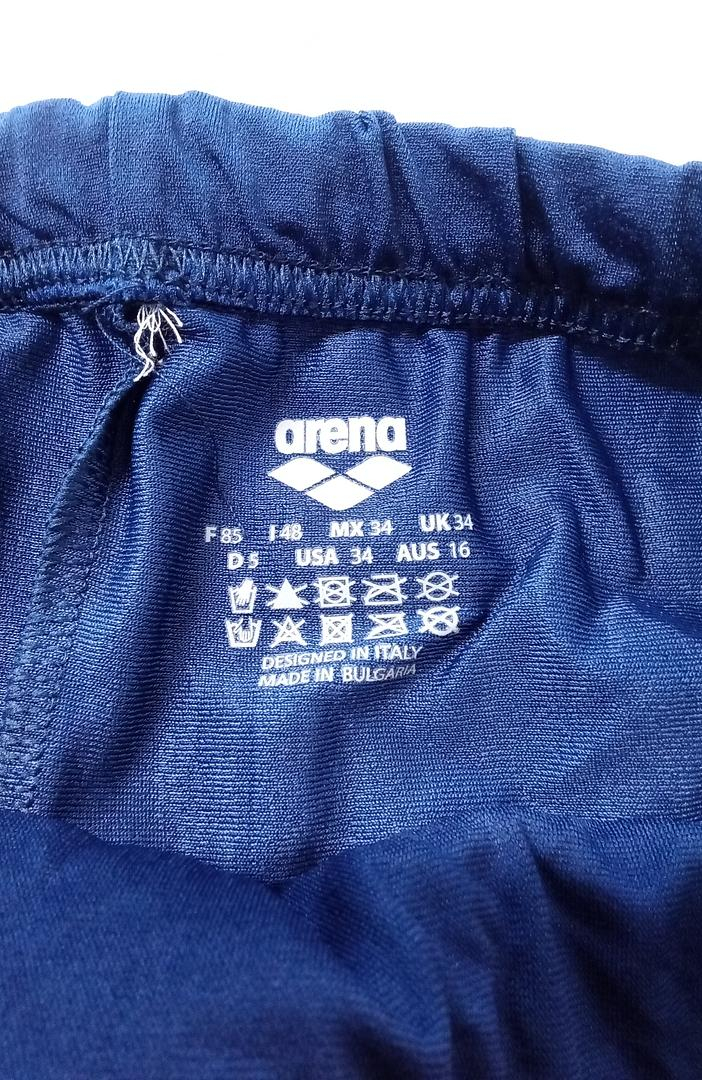 arena
F 85 I 48 MX 34 UK 34
D 5 USA 34 AUS 16
DESIGNED IN ITALY
MADE IN BULGARIA